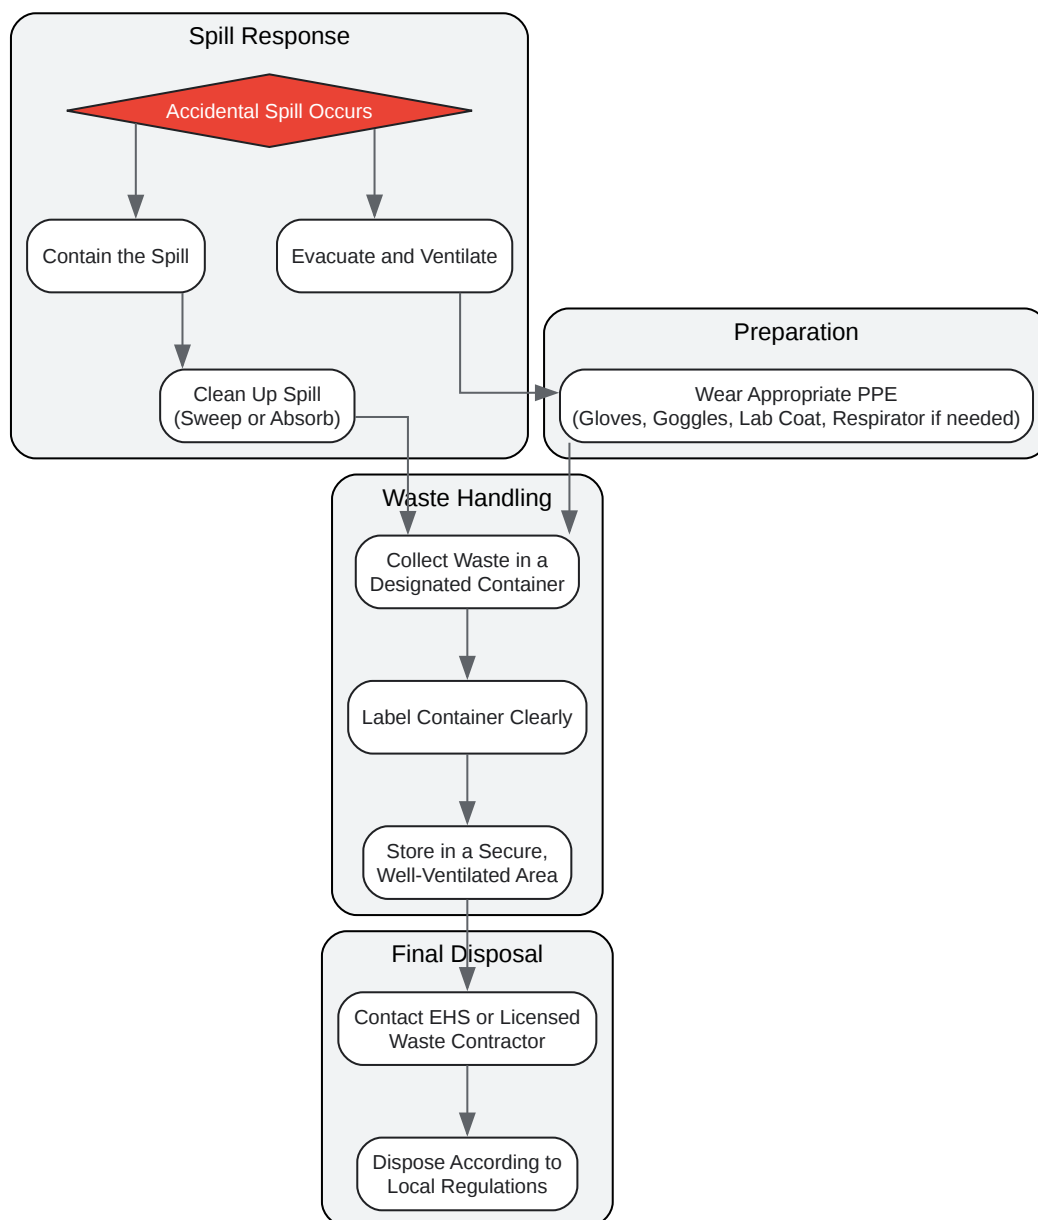 Spill Response
Accidental Spill Occurs
Contain the Spill
Evacuate and Ventilate
Preparation
Clean Up Spill
(Sweep or Absorb)
Wear Appropriate PPE
(Gloves, Goggles, Lab Coat, Respirator if needed)
Waste Handling
Collect Waste in a
Designated Container
Label Container Clearly
Store in a Secure,
Well-Ventilated Area
Final Disposal
Contact EHS or Licensed
Waste Contractor
Dispose According to
Local Regulations